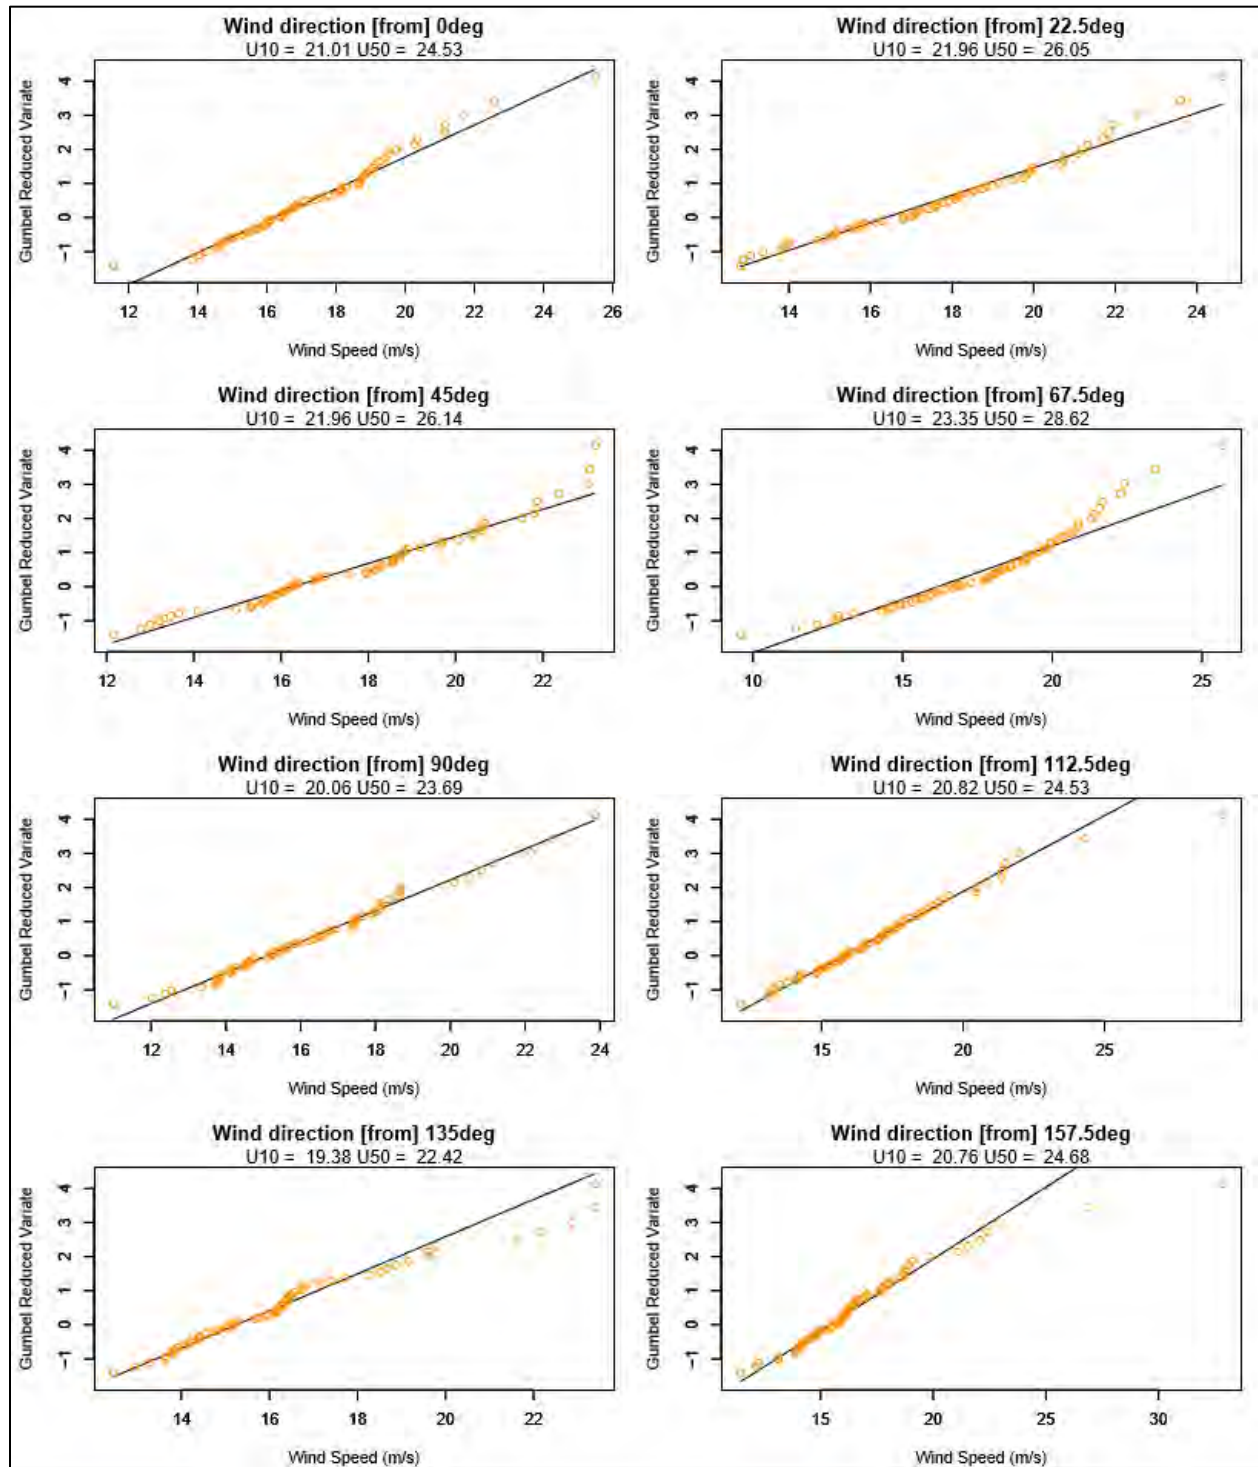 Wind direction [from] 0deg
U10 = 21.01 U50 = 24.53
Gumbel Reduced Variate
4
3
2
1
0
-1
12 14 16 18 20 22 24 26
Wind Speed (m/s)
Wind direction [from] 22.5deg
U10 = 21.96 U50 = 26.05
Gumbel Reduced Variate
4
3
2
1
0
-1
14 16 18 20 22 24
Wind Speed (m/s)
Wind direction [from] 45deg
U10 = 21.96 U50 = 26.14
Gumbel Reduced Variate
4
3
2
1
0
-1
12 14 16 18 20 22
Wind Speed (m/s)
Wind direction [from] 67.5deg
U10 = 23.35 U50 = 28.62
Gumbel Reduced Variate
4
3
2
1
0
-1
10 15 20 25
Wind Speed (m/s)
Wind direction [from] 90deg
U10 = 20.06 U50 = 23.69
Gumbel Reduced Variate
4
3
2
1
0
-1
12 14 16 18 20 22 24
Wind Speed (m/s)
Wind direction [from] 112.5deg
U10 = 20.82 U50 = 24.53
Gumbel Reduced Variate
4
3
2
1
0
-1
15 20 25
Wind Speed (m/s)
Wind direction [from] 135deg
U10 = 19.38 U50 = 22.42
Gumbel Reduced Variate
4
3
2
1
0
-1
14 16 18 20 22
Wind Speed (m/s)
Wind direction [from] 157.5deg
U10 = 20.76 U50 = 24.68
Gumbel Reduced Variate
4
3
2
1
0
-1
15 20 25 30
Wind Speed (m/s)